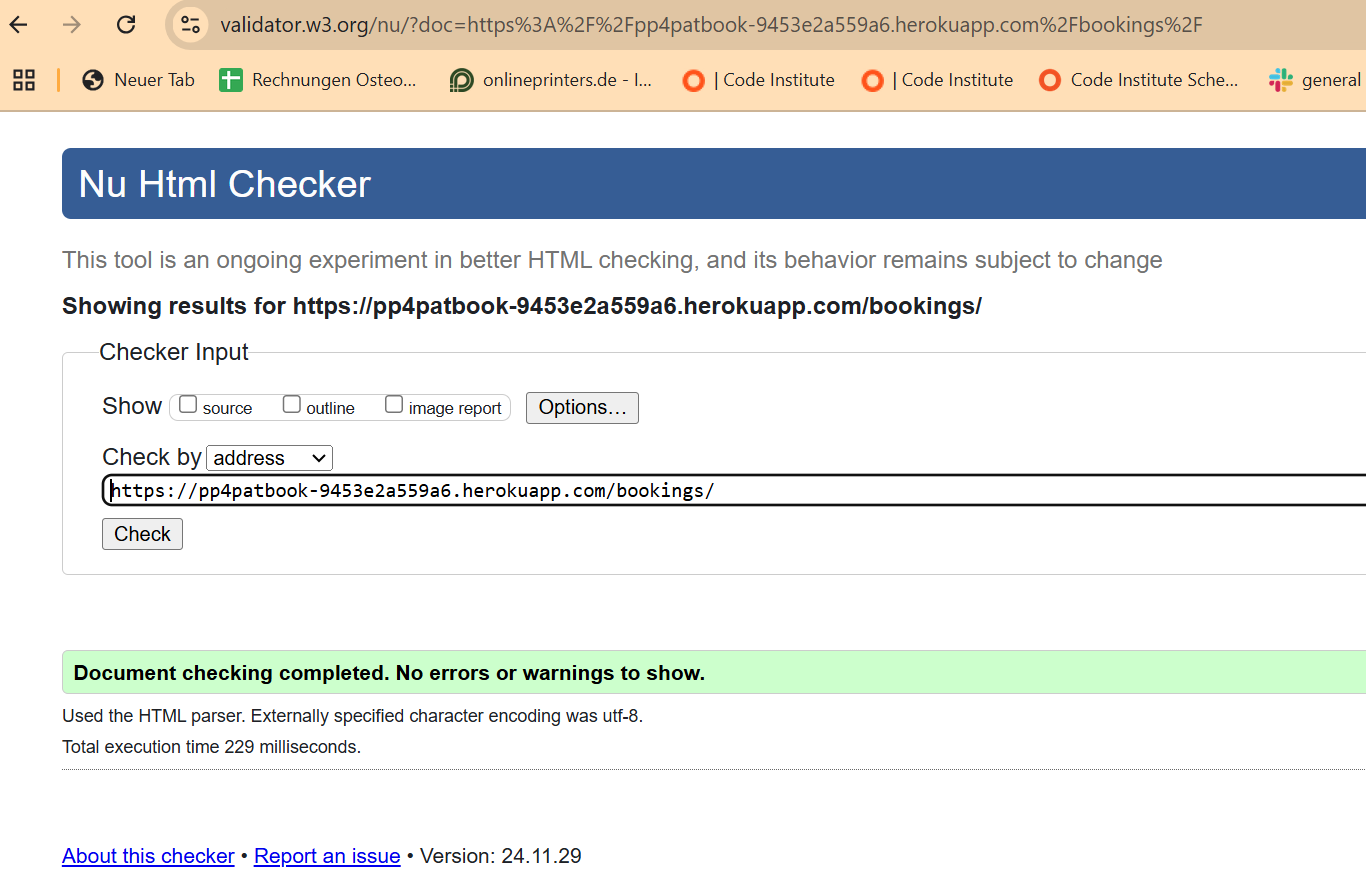 validator.w3.org/nu/?doc=https%3A%2F%2Fpp4patbook-9453e2a559a6.herokuapp.com%2Fbookings%2F
Neuer Tab Rechnungen Osteo... onlineprinters.de - I... | Code Institute | Code Institute Code Institute Sche... general
Nu Html Checker
This tool is an ongoing experiment in better HTML checking, and its behavior remains subject to change
Showing results for https://pp4patbook-9453e2a559a6.herokuapp.com/bookings/
Checker Input
Show source outline image report Options...
Check by address
https://pp4patbook-9453e2a559a6.herokuapp.com/bookings/
Check
Document checking completed. No errors or warnings to show.
Used the HTML parser. Externally specified character encoding was utf-8.
Total execution time 229 milliseconds.
About this checker • Report an issue • Version: 24.11.29